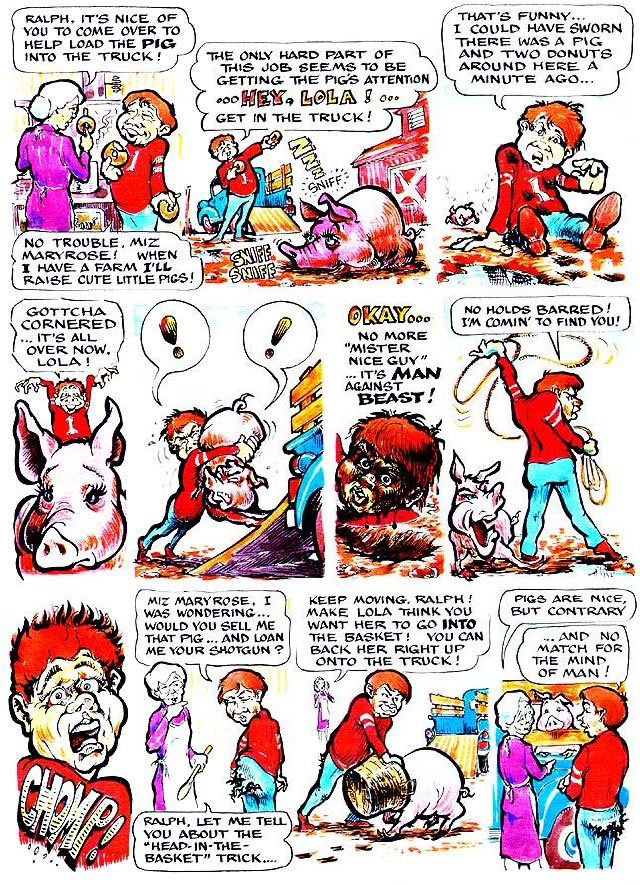 RALPH, IT'S NICE OF
YOU TO COME OVER TO
HELP LOAD THE PIG
INTO THE TRUCK!
NO TROUBLE, MIZ
MARYROSE! WHEN
I HAVE A FARM I'LL
RAISE CUTE LITTLE PIGS!
THE ONLY HARD PART OF
THIS JOB SEEMS TO BE
GETTING THE PIG'S ATTENTION
...HEY, LOLA! ...
GET IN THE TRUCK!
SNIFF
SNIFF
SNIFF
THAT'S FUNNY...
I COULD HAVE SWORN
THERE WAS A PIG
AND TWO DONUTS
AROUND HERE A
MINUTE AGO...
1
GOTTCHA
CORNERED
...IT'S ALL
OVER NOW,
LOLA!
1
!
!
OKAY...
NO MORE
"MISTER
NICE GUY"
...IT'S MAN
AGAINST
BEAST!
NO HOLDS BARRED!
I'M COMIN' TO FIND YOU!
CHOMP!!
MIZ MARYROSE, I
WAS WONDERING...
WOULD YOU SELL ME
THAT PIG...AND LOAN
ME YOUR SHOTGUN?
RALPH, LET ME TELL
YOU ABOUT THE
"HEAD-IN-THE-
BASKET" TRICK....
KEEP MOVING, RALPH!
MAKE LOLA THINK YOU
WANT HER TO GO INTO
THE BASKET! YOU CAN
BACK HER RIGHT UP
ONTO THE TRUCK!
PIGS ARE NICE,
BUT CONTRARY
...AND NO
MATCH FOR
THE MIND
OF MAN!